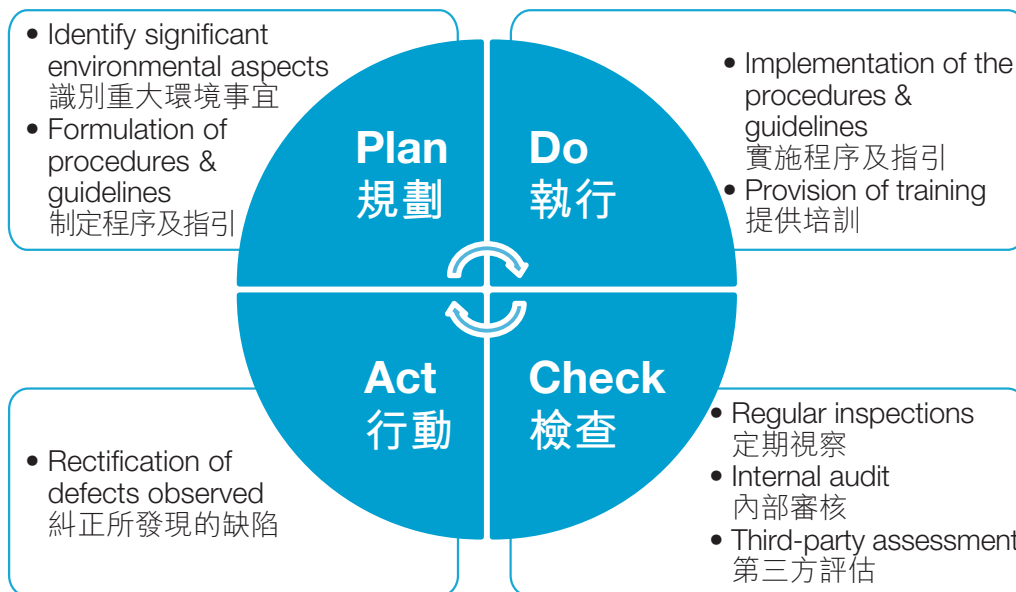 • Identify significant
environmental aspects
識別重大環境事宜
• Formulation of
procedures &
guidelines
制定程序及指引
Plan
規劃
Do
執行
• Implementation of the
procedures &
guidelines
實施程序及指引
• Provision of training
提供培訓
• Rectification of
defects observed
糾正所發現的缺陷
Act
行動
Check
檢查
• Regular inspections
定期視察
• Internal audit
內部審核
• Third-party assessment
第三方評估